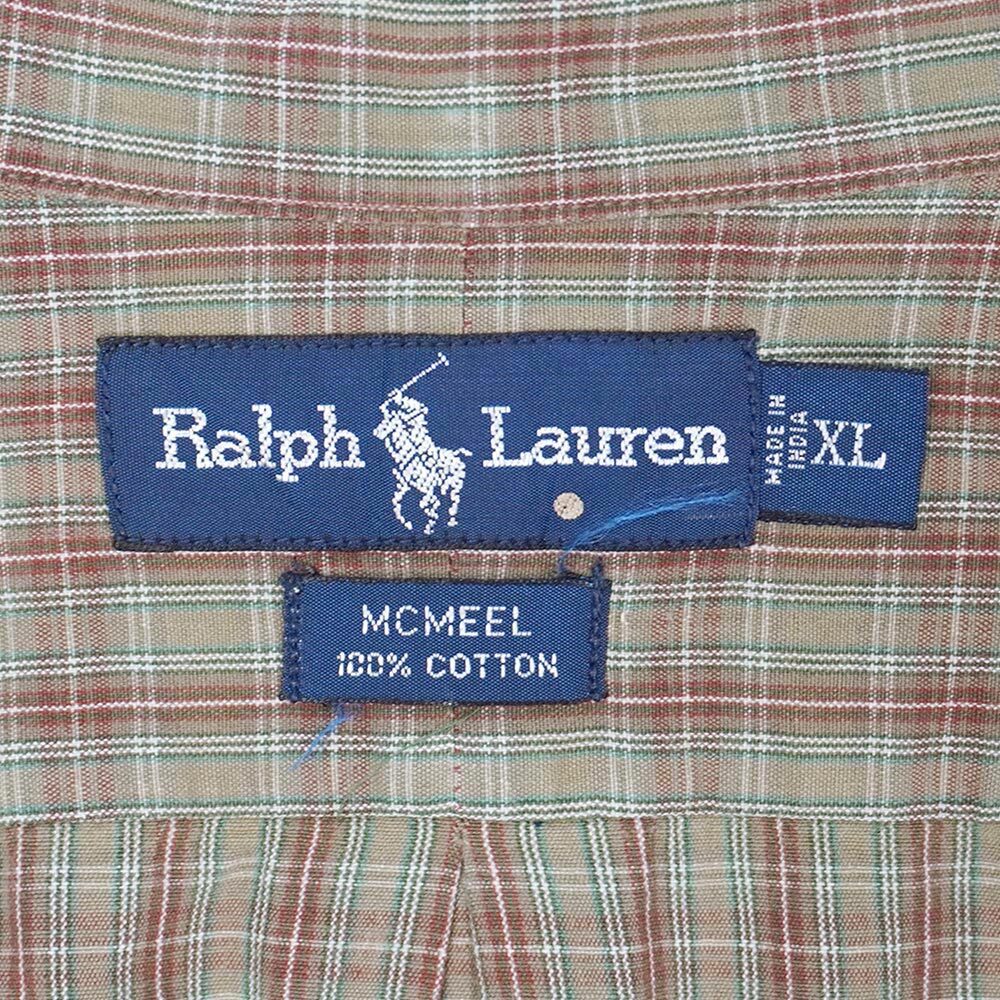 Ralph Lauren
MADE IN
INDIA
XL
MCMEEL
100% COTTON